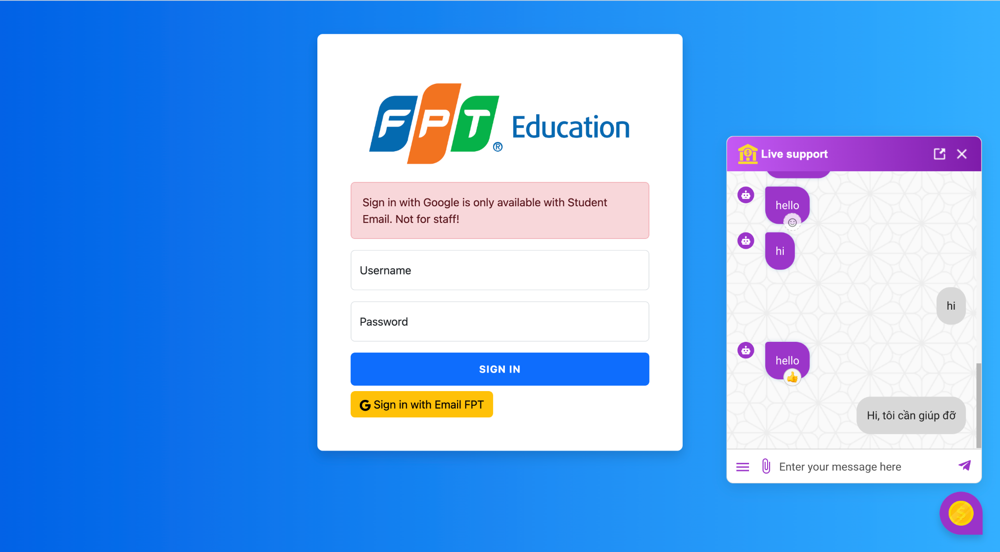 FPT® Education
Sign in with Google is only available with Student
Email. Not for staff!
Username
Password
SIGN IN
G Sign in with Email FPT
Live support
hello
hi
hi
hello
Hi, tôi cần giúp đỡ
Enter your message here